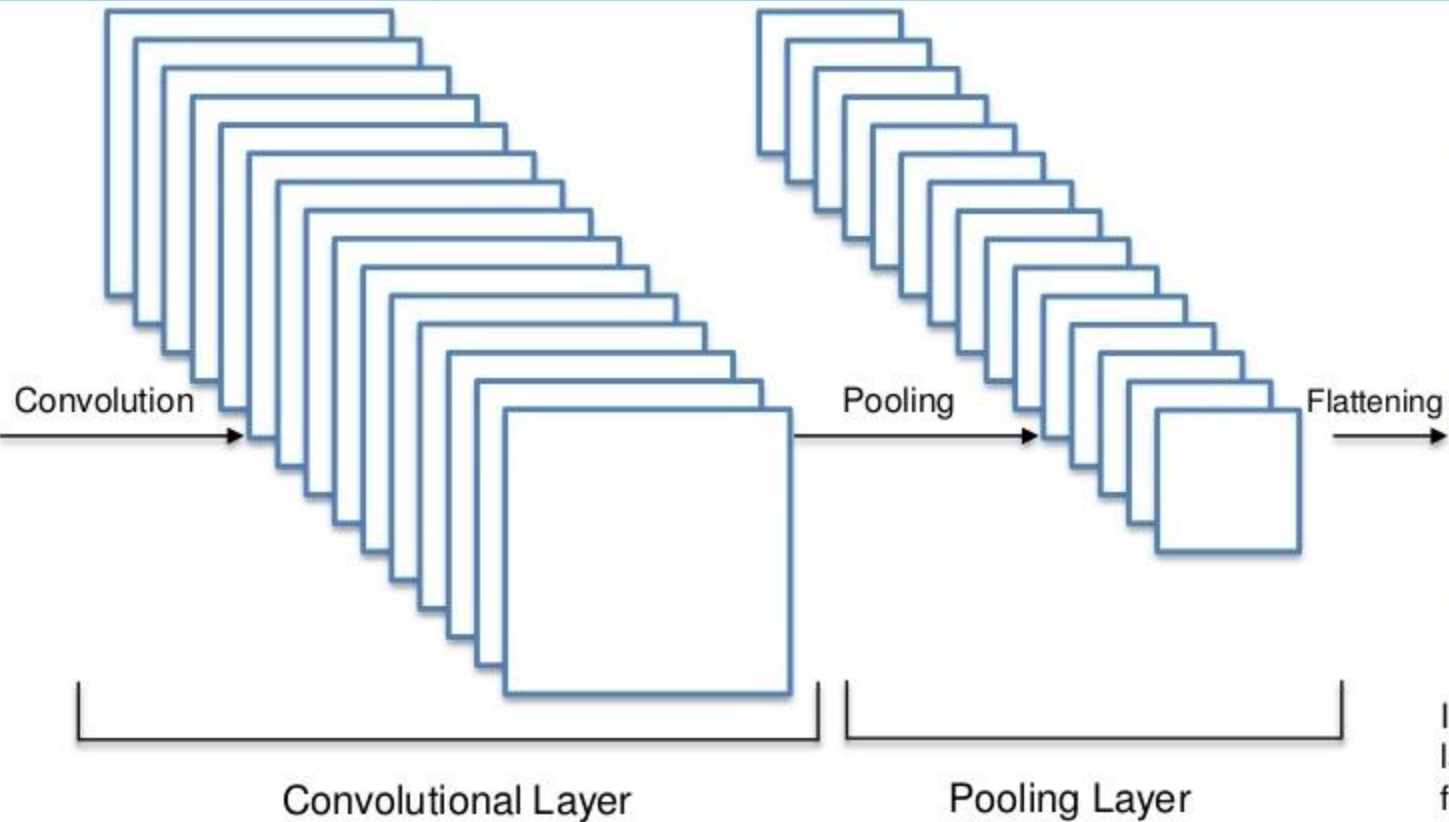 Convolution
Pooling
Flattening
Convolutional Layer
Pooling Layer